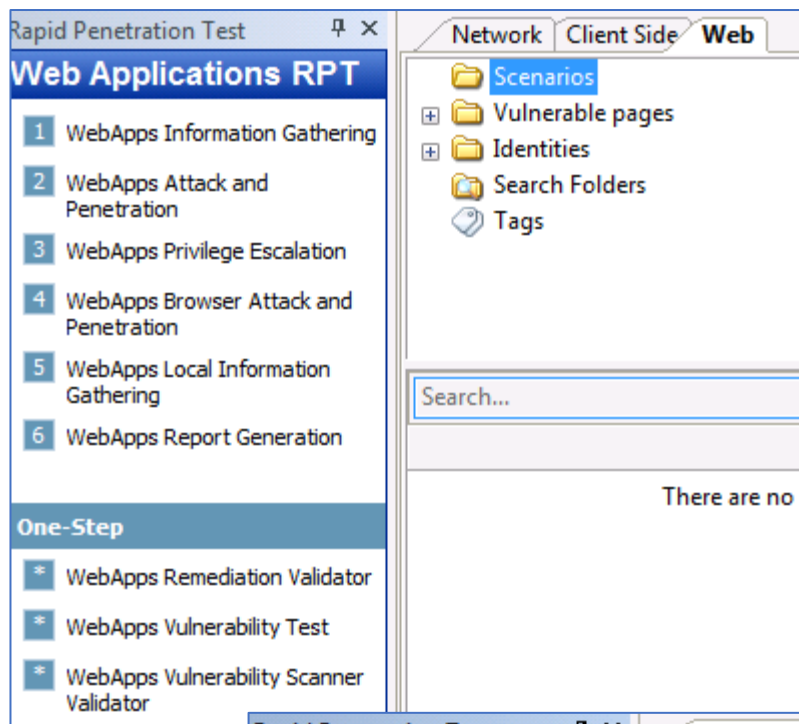 Rapid Penetration Test
Web Applications RPT
1 WebApps Information Gathering
2 WebApps Attack and
Penetration
3 WebApps Privilege Escalation
4 WebApps Browser Attack and
Penetration
5 WebApps Local Information
Gathering
6 WebApps Report Generation
One-Step
* WebApps Remediation Validator
* WebApps Vulnerability Test
* WebApps Vulnerability Scanner
Validator
Network Client Side Web
Scenarios
Vulnerable pages
Identities
Search Folders
Tags
Search...
There are no